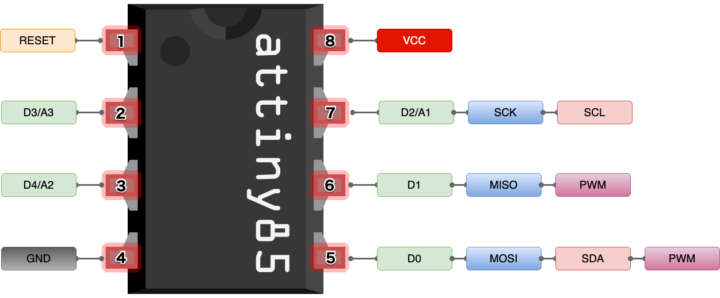 RESET 1 8 VCC
D3/A3 2 7 D2/A1 SCK SCL
D4/A2 3 6 D1 MISO PWM
GND 4 5 D0 MOSI SDA PWM
attiny85